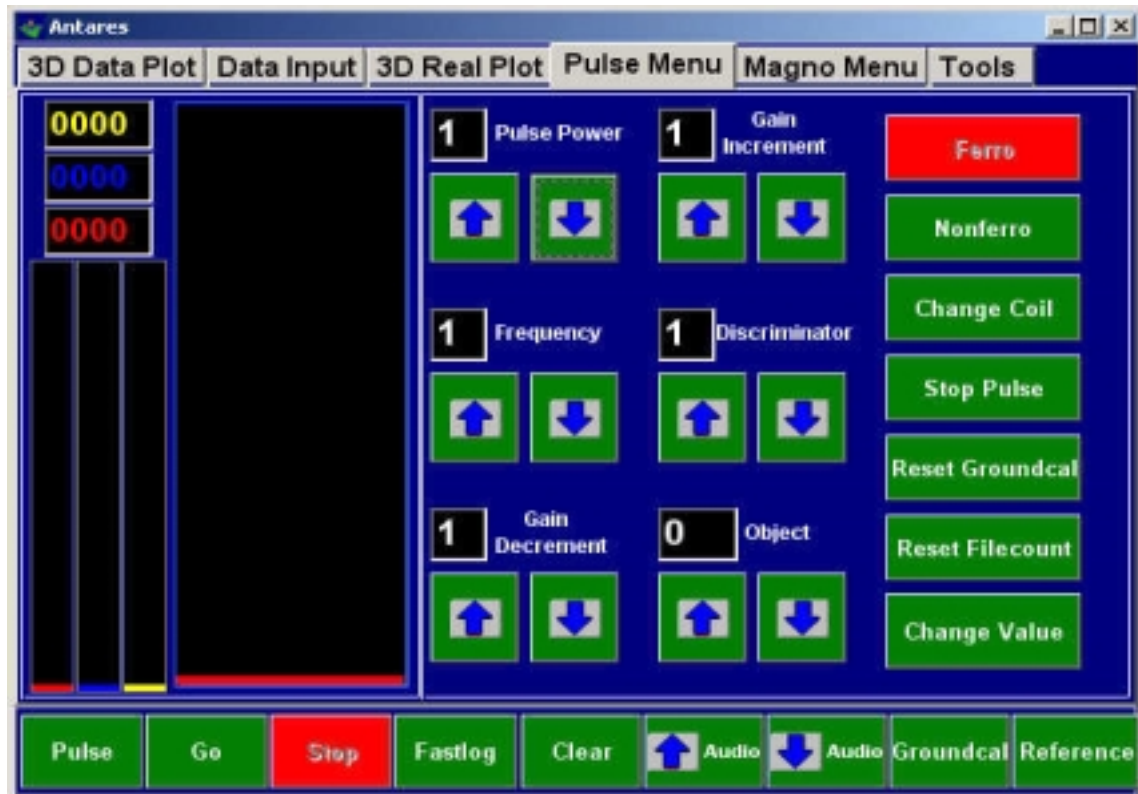 Antares
3D Data Plot Data Input 3D Real Plot Pulse Menu Magno Menu Tools
0000
0000
0000
1 Pulse Power
1 Gain
Increment
1 Frequency
1 Discriminator
1 Gain
Decrement
0 Object
Ferro
Nonferro
Change Coil
Stop Pulse
Reset Groundcal
Reset Filecount
Change Value
Pulse Go Stop Fastlog Clear Audio Audio Groundcal Reference